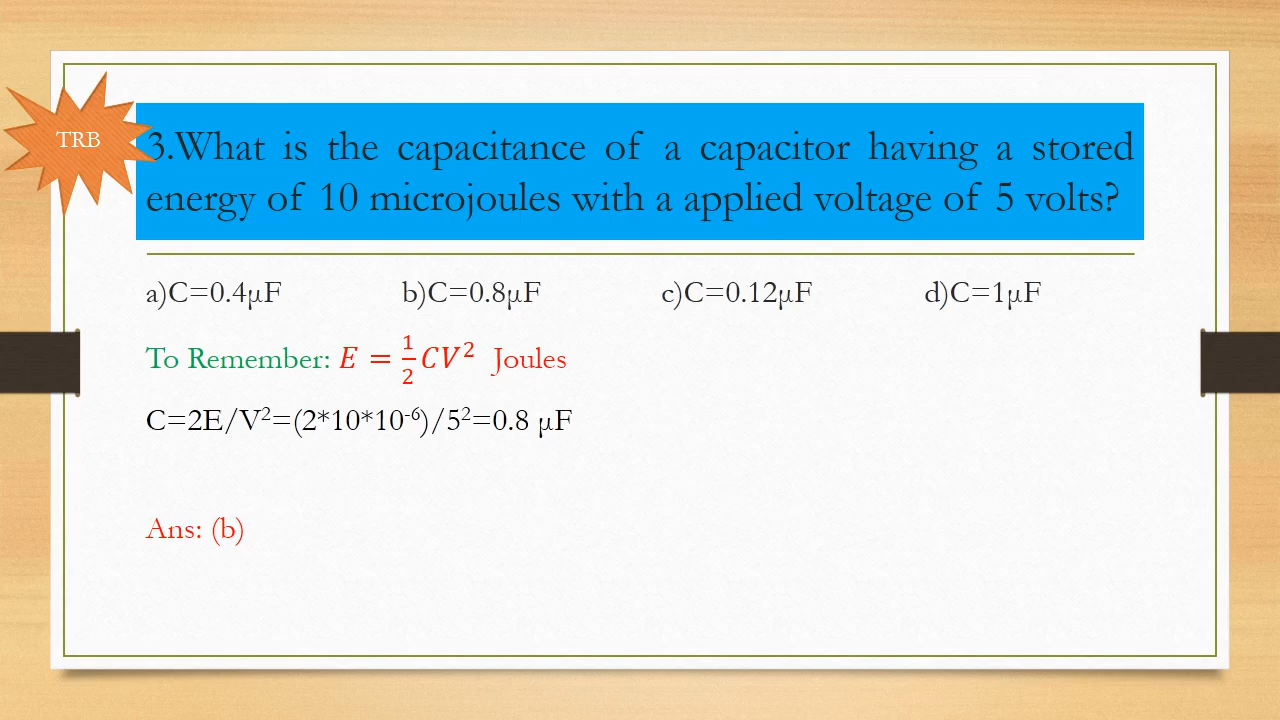 TRB
3.What is the capacitance of a capacitor having a stored
energy of 10 microjoules with a applied voltage of 5 volts?
a)C=0.4µF b)C=0.8µF c)C=0.12µF d)C=1µF
To Remember: E = 1/2 CV² Joules
C=2E/V²=(2*10*10⁻⁶)/5²=0.8 µF
Ans: (b)